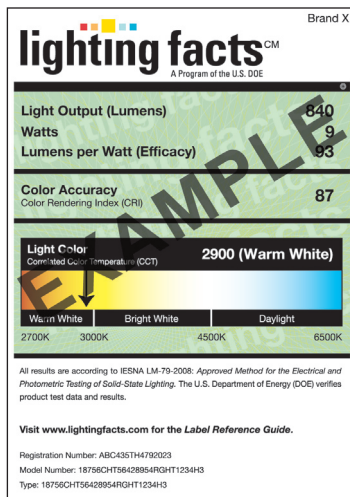 Brand X
lighting facts CM
A Program of the U.S. DOE
Light Output (Lumens) 840
Watts 9
Lumens per Watt (Efficacy) 93
Color Accuracy 87
Color Rendering Index (CRI)
Light Color 2900 (Warm White)
Correlated Color Temperature (CCT)
Warm White Bright White Daylight
2700K 3000K 4500K 6500K
EXAMPLE
All results are according to IESNA LM-79-2008: Approved Method for the Electrical and
Photometric Testing of Solid-State Lighting. The U.S. Department of Energy (DOE) verifies
product test data and results.
Visit www.lightingfacts.com for the Label Reference Guide.
Registration Number: ABC435TH4792023
Model Number: 18756CHT56428954RGHT1234H3
Type: 18756CHT56428954RGHT1234H3